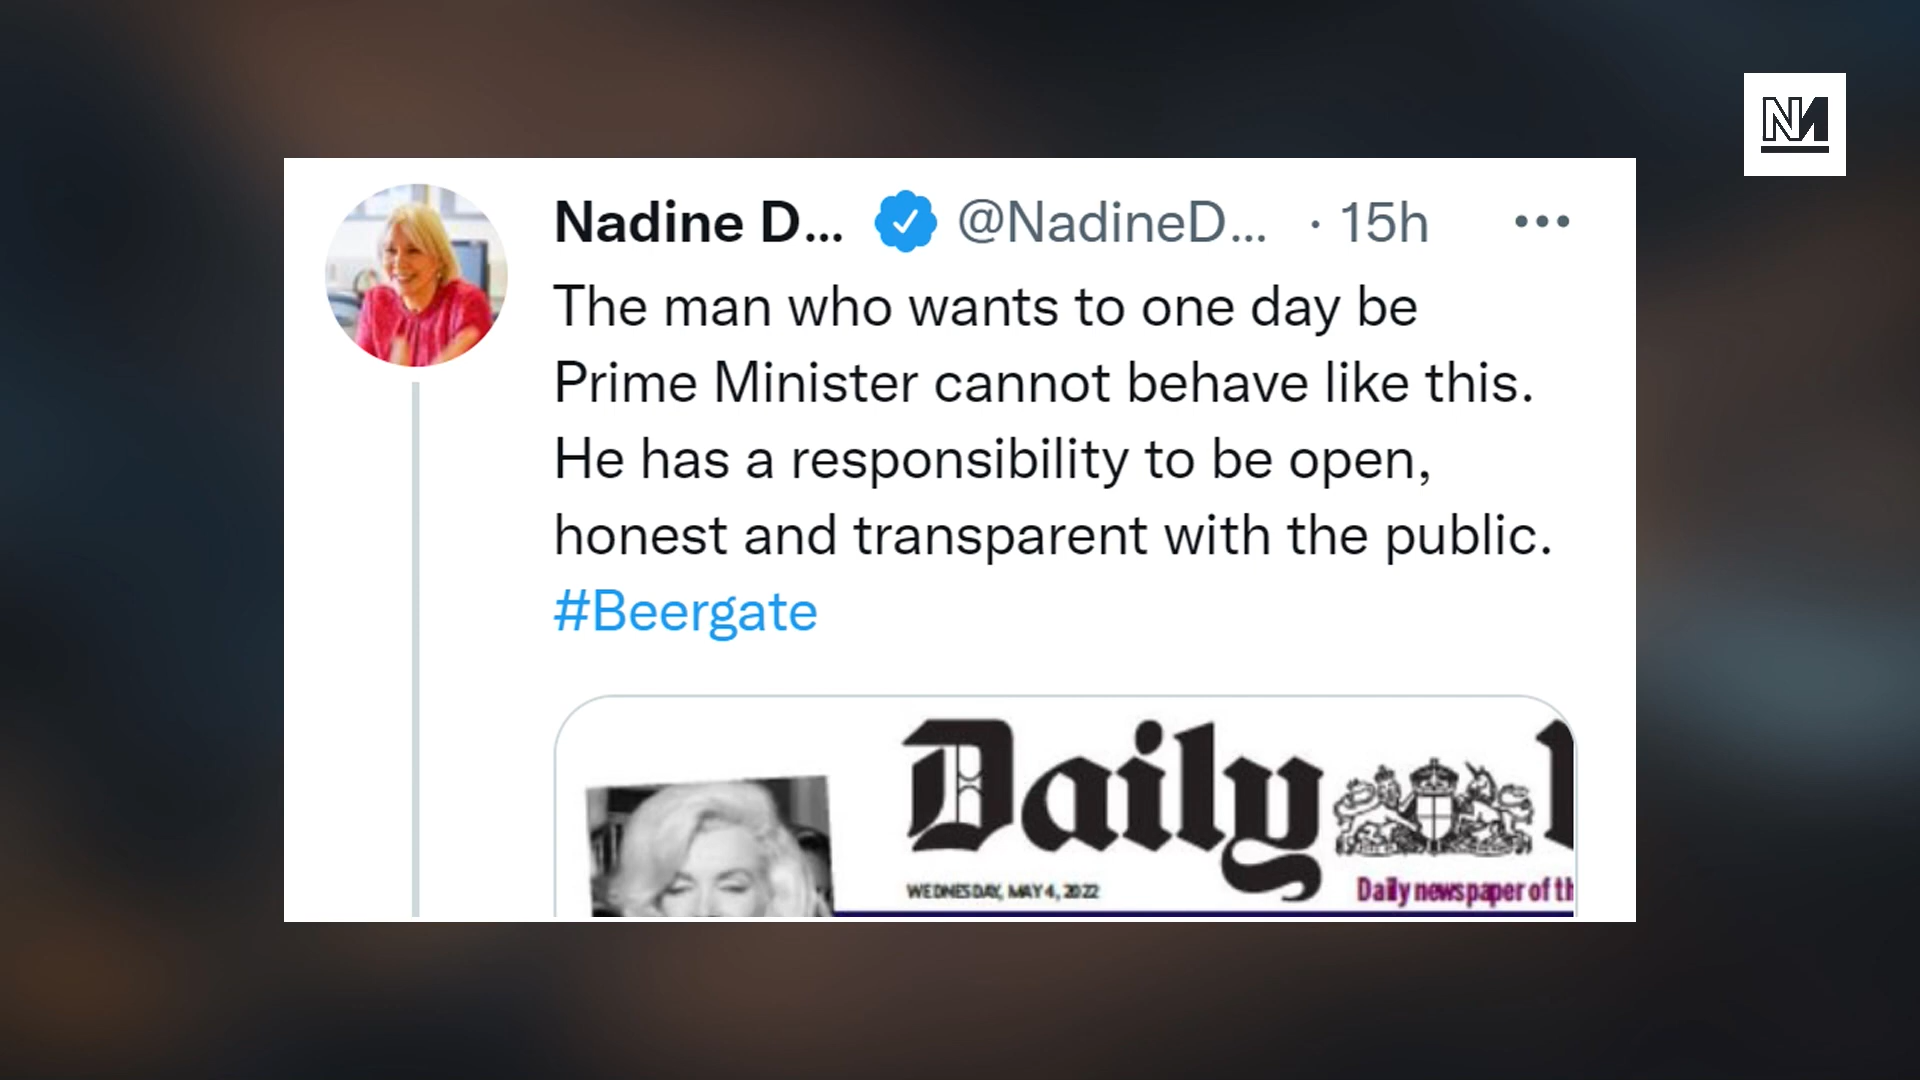 NM
Nadine D... @NadineD... · 15h
The man who wants to one day be
Prime Minister cannot behave like this.
He has a responsibility to be open,
honest and transparent with the public.
#Beergate
Daily
WEDNESDAY, MAY 4, 2022
Daily newspaper of th